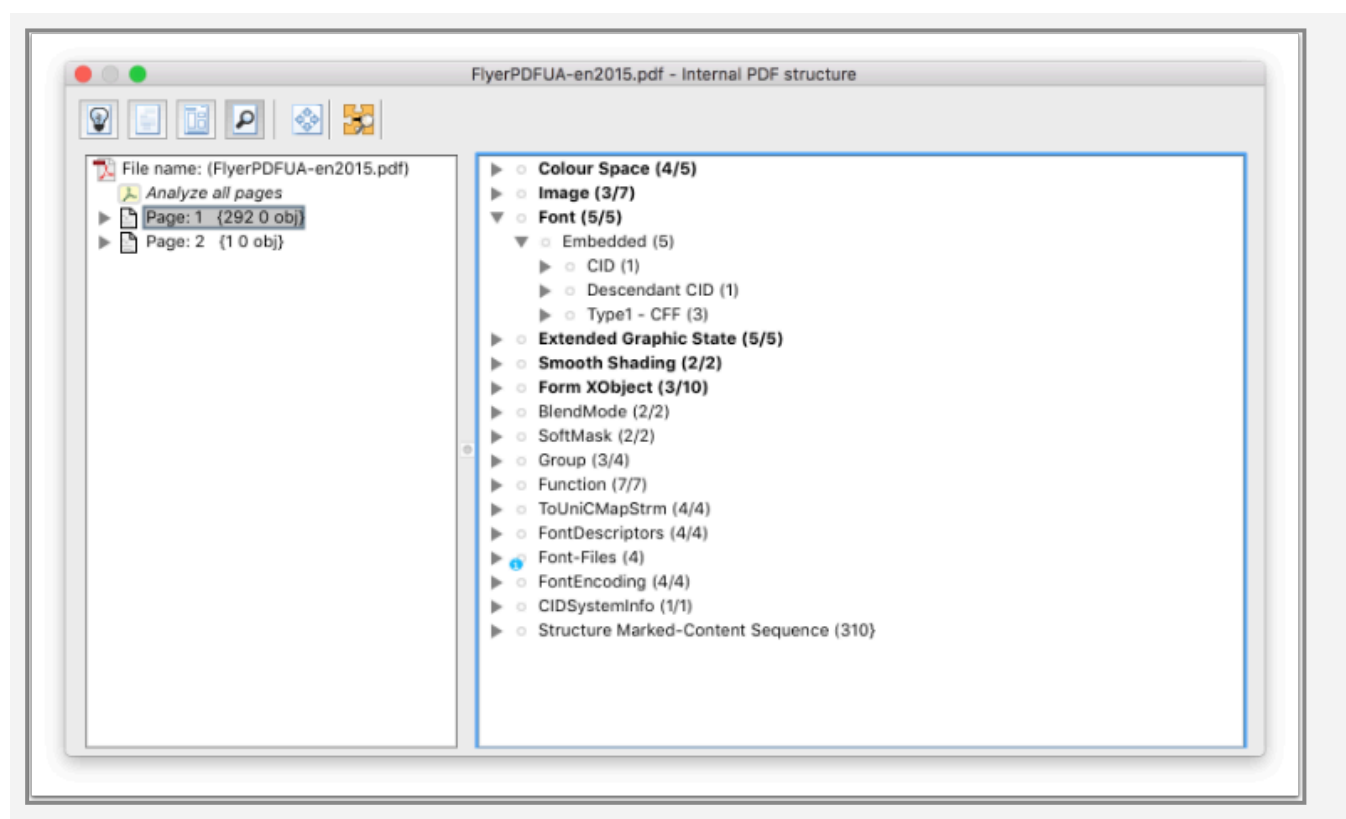 FlyerPDFUA-en2015.pdf - Internal PDF structure
File name: (FlyerPDFUA-en2015.pdf)
Analyze all pages
Page: 1 {292 0 obj}
Page: 2 {1 0 obj}
Colour Space (4/5)
Image (3/7)
Font (5/5)
Embedded (5)
CID (1)
Descendant CID (1)
Type1 - CFF (3)
Extended Graphic State (5/5)
Smooth Shading (2/2)
Form XObject (3/10)
BlendMode (2/2)
SoftMask (2/2)
Group (3/4)
Function (7/7)
ToUniCMapStrm (4/4)
FontDescriptors (4/4)
Font-Files (4)
FontEncoding (4/4)
CIDSystemInfo (1/1)
Structure Marked-Content Sequence (310}